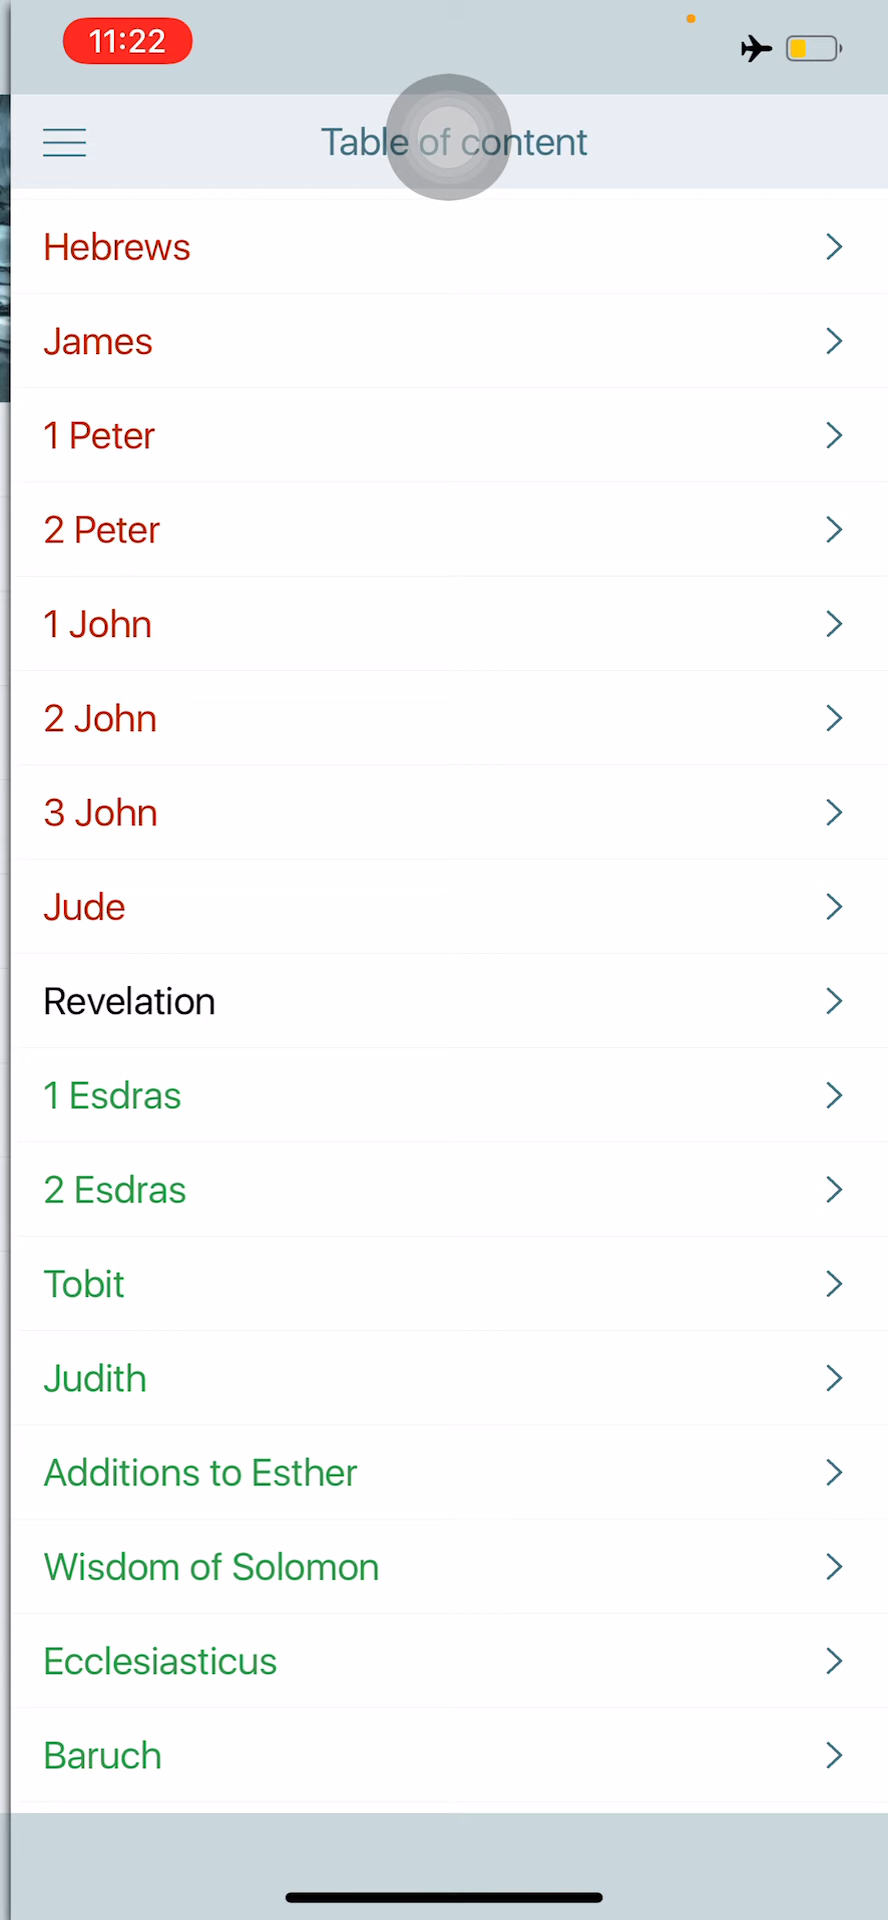 11:22
Table of content
Hebrews
James
1 Peter
2 Peter
1 John
2 John
3 John
Jude
Revelation
1 Esdras
2 Esdras
Tobit
Judith
Additions to Esther
Wisdom of Solomon
Ecclesiasticus
Baruch